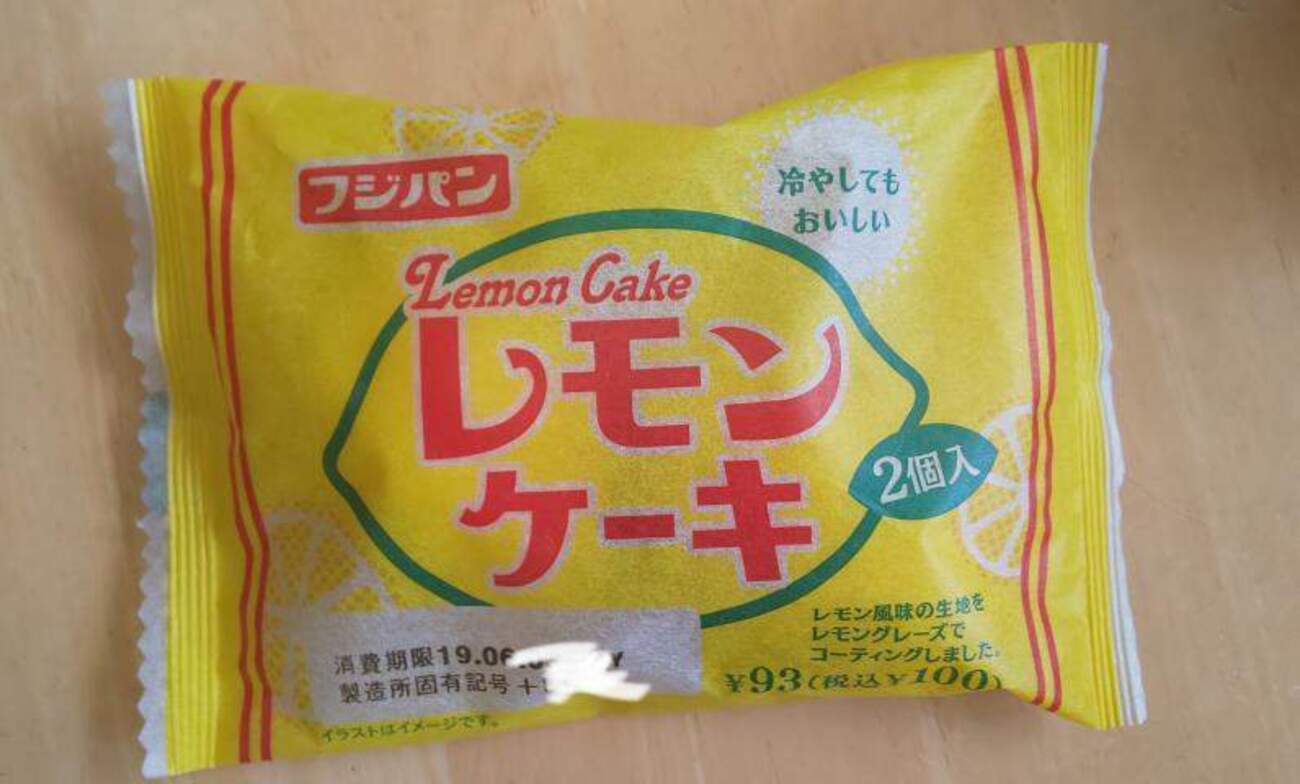 フジパン
冷やしても
おいしい
Lemon Cake
レモン
ケーキ
2個入
レモン風味の生地を
レモングレーズで
コーティングしました。
¥93(税込¥100)
消費期限19.06.
製造所固有記号+
イラストはイメージです。